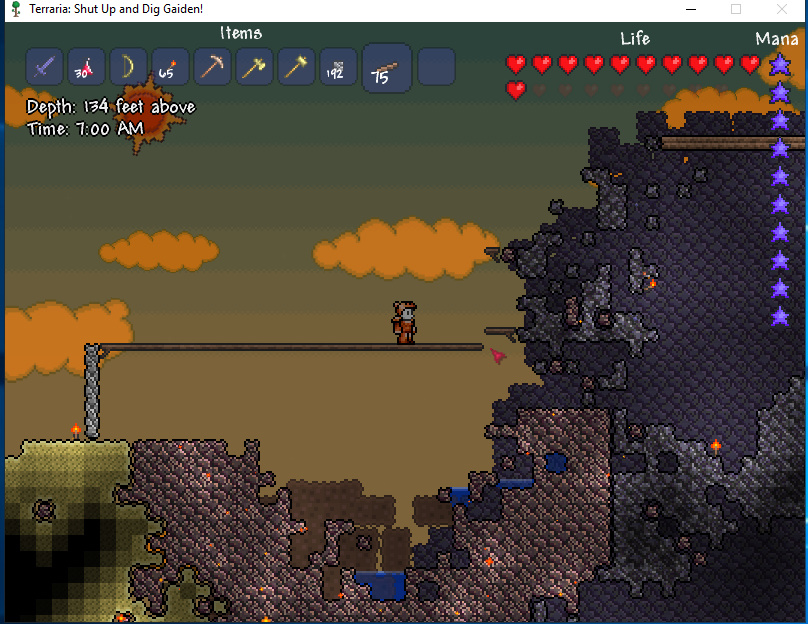 Terraria: Shut Up and Dig Gaiden!
Items
Life
Mana
30
65
192
75
Depth: 134 feet above
Time: 7:00 AM